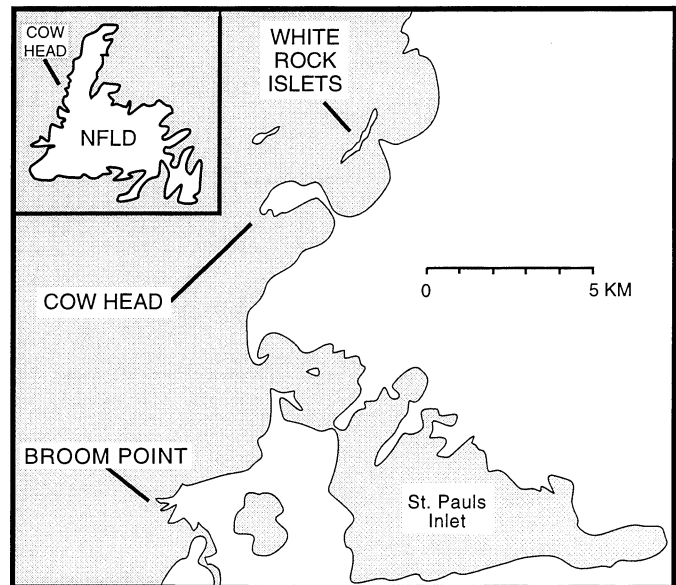 COW
HEAD
NFLD
WHITE
ROCK
ISLETS
COW HEAD
0 5 KM
BROOM POINT
St. Pauls
Inlet